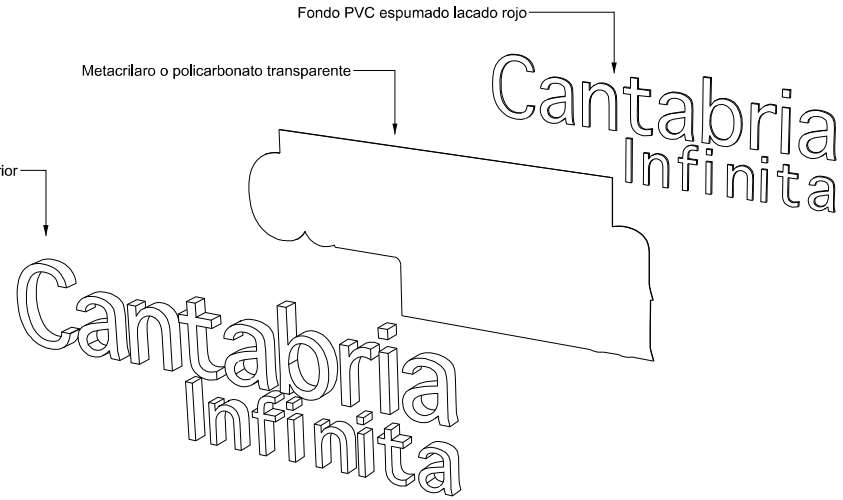 Fondo PVC espumado lacado rojo
Metacrilaro o policarbonato transparente
Cantabria
Infinita
Cantabria
Infinita